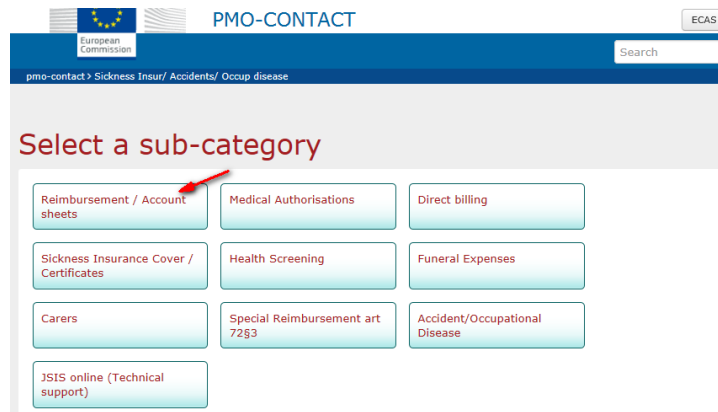 PMO-CONTACT
ECAS
European
Commission
Search
pmo-contact > Sickness Insur/ Accidents/ Occup disease
Select a sub-category
Reimbursement / Account
sheets
Medical Authorisations
Direct billing
Sickness Insurance Cover /
Certificates
Health Screening
Funeral Expenses
Carers
Special Reimbursement art
72§3
Accident/Occupational
Disease
JSIS online (Technical
support)